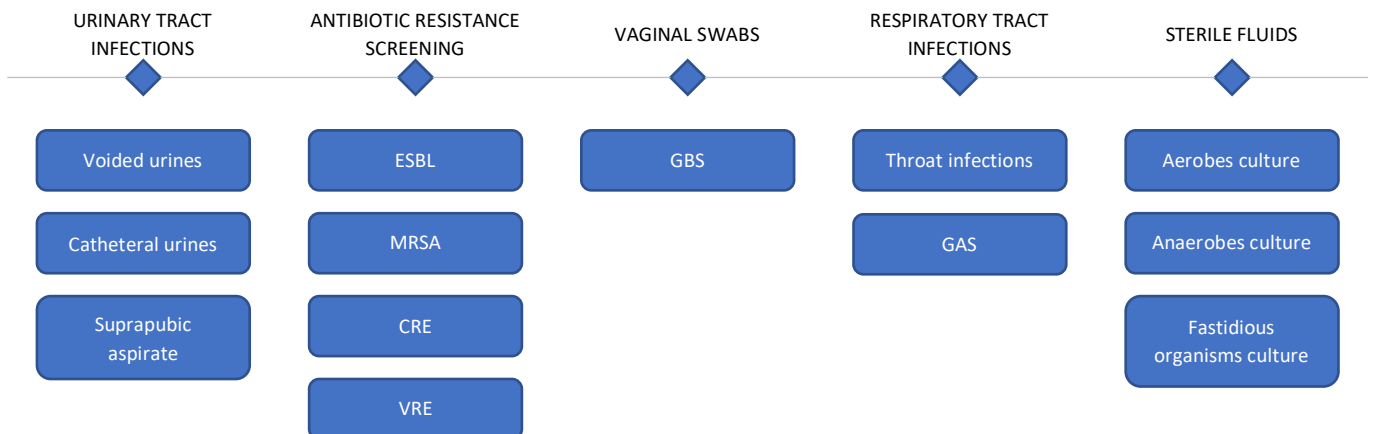 URINARY TRACT
INFECTIONS
ANTIBIOTIC RESISTANCE
SCREENING
VAGINAL SWABS
RESPIRATORY TRACT
INFECTIONS
STERILE FLUIDS
Voided urines
Catheteral urines
Suprapubic
aspirate
ESBL
MRSA
CRE
VRE
GBS
Throat infections
GAS
Aerobes culture
Anaerobes culture
Fastidious
organisms culture